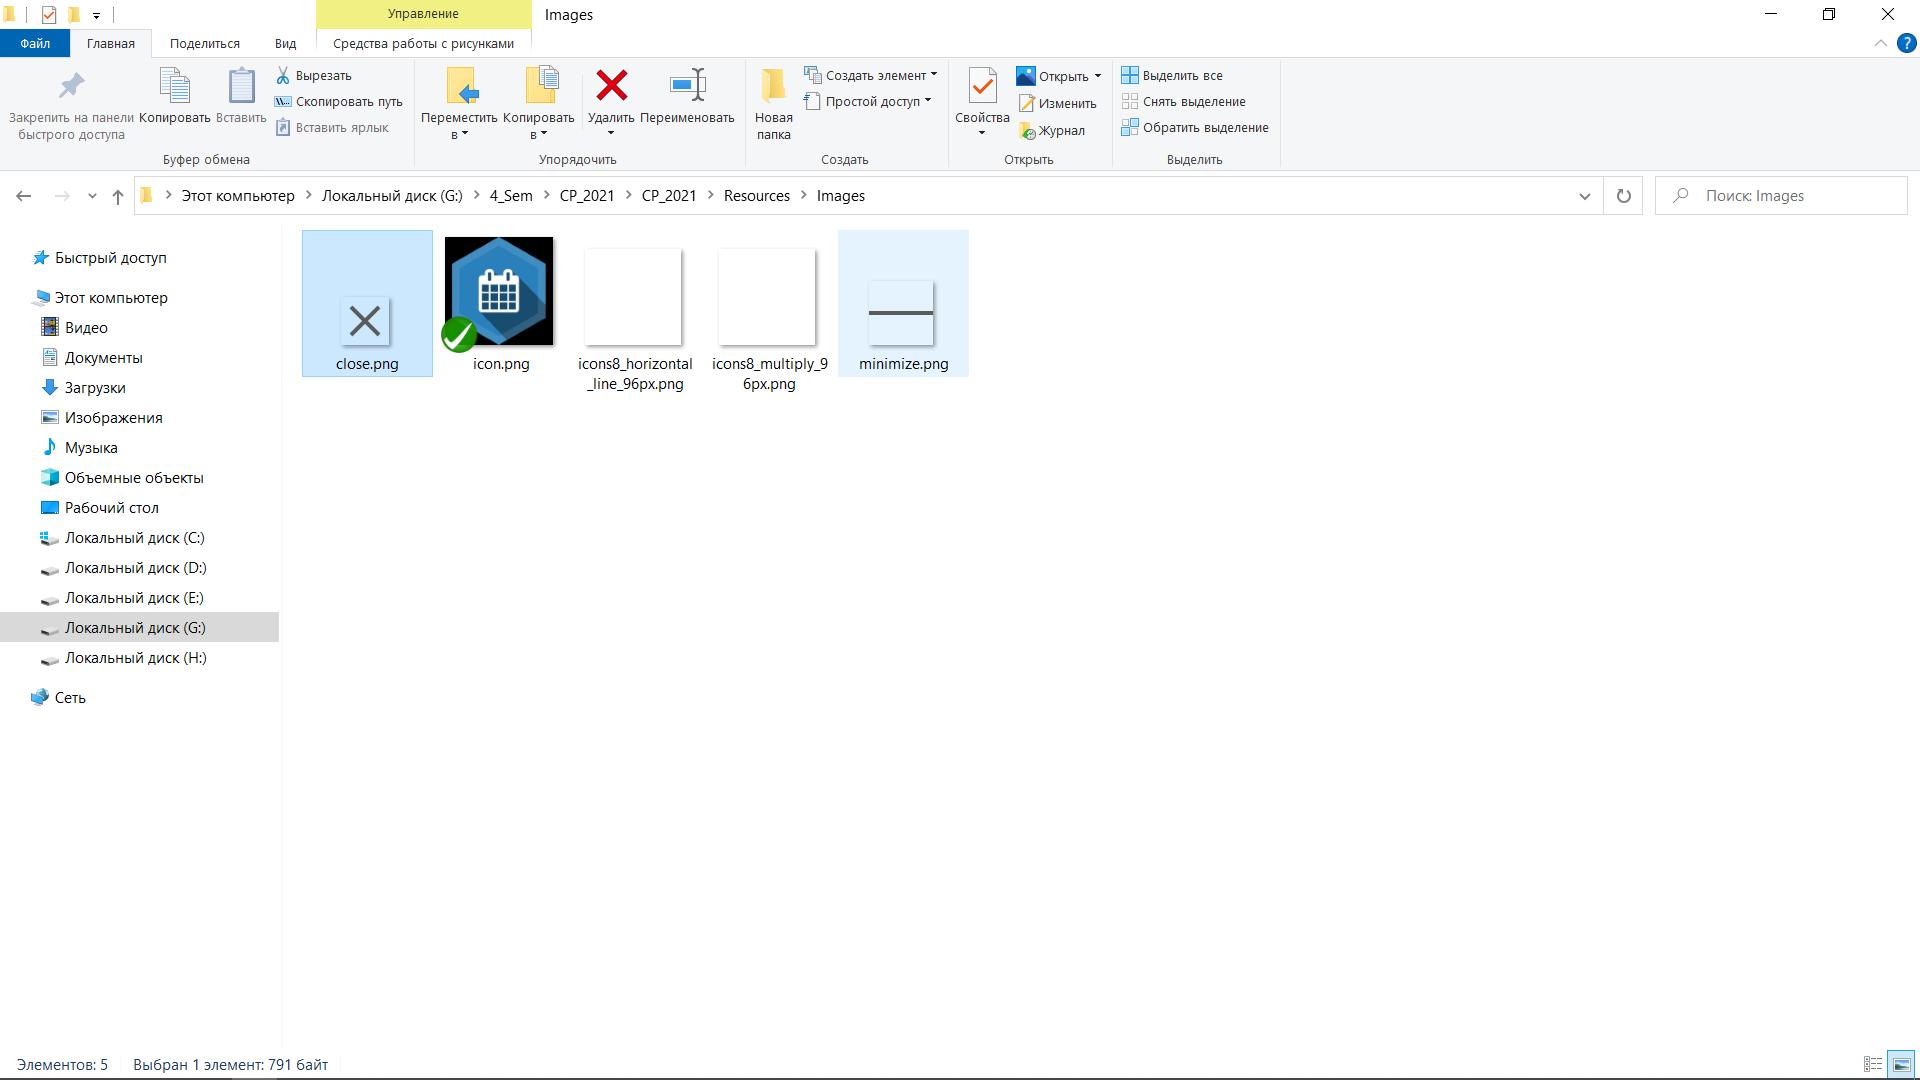 Управление
Images
Файл
Главная
Поделиться
Вид
Средства работы с рисунками
Закрепить на панели
быстрого доступа
Копировать
Вставить
Вырезать
Скопировать путь
Вставить ярлык
Буфер обмена
Переместить
в
Копировать
в
Удалить
Переименовать
Упорядочить
Новая
папка
Создать элемент
Простой доступ
Создать
Свойства
Открыть
Изменить
Журнал
Открыть
Выделить все
Снять выделение
Обратить выделение
Выделить
Этот компьютер
Локальный диск (G:)
4_Sem
CP_2021
CP_2021
Resources
Images
Поиск: Images
Быстрый доступ
Этот компьютер
Видео
Документы
Загрузки
Изображения
Музыка
Объемные объекты
Рабочий стол
Локальный диск (C:)
Локальный диск (D:)
Локальный диск (E:)
Локальный диск (G:)
Локальный диск (H:)
Сеть
close.png
icon.png
icons8_horizontal
_line_96px.png
icons8_multiply_9
6px.png
minimize.png
Элементов: 5
Выбран 1 элемент: 791 байт